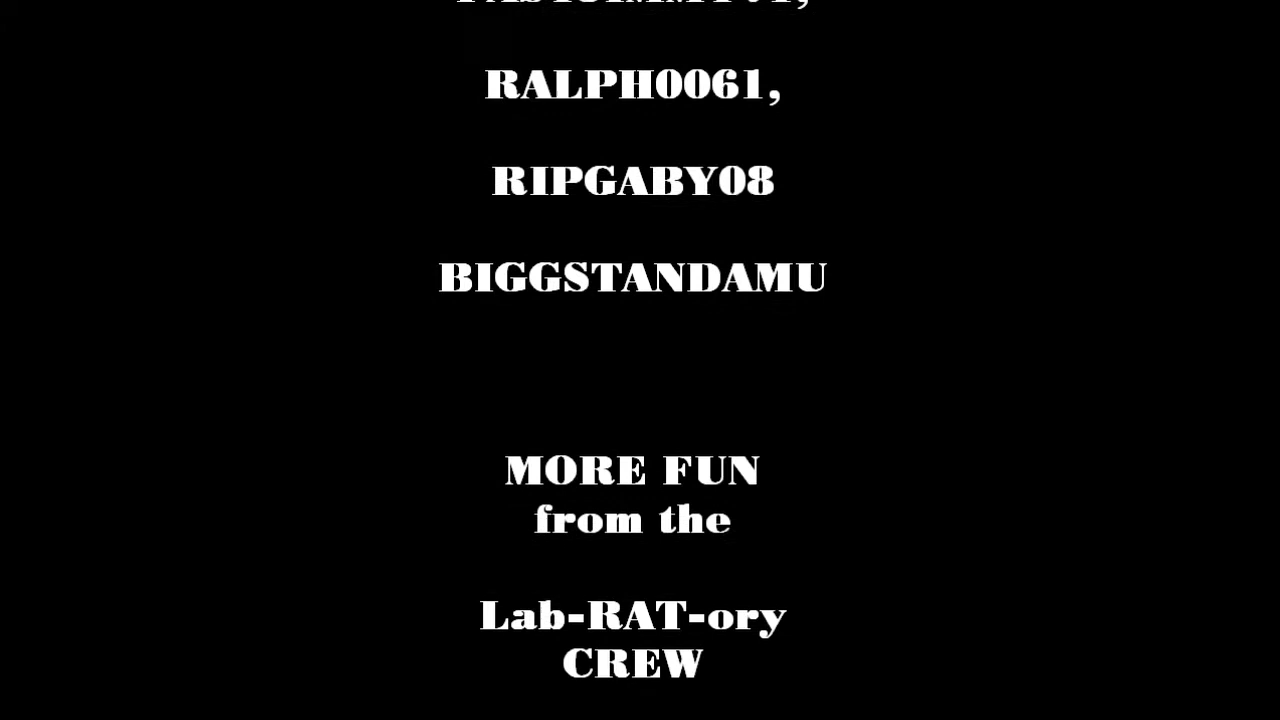 RALPH0061,
RIPGABY08
BIGGSTANDAMU
MORE FUN
from the
Lab-RAT-ory
CREW